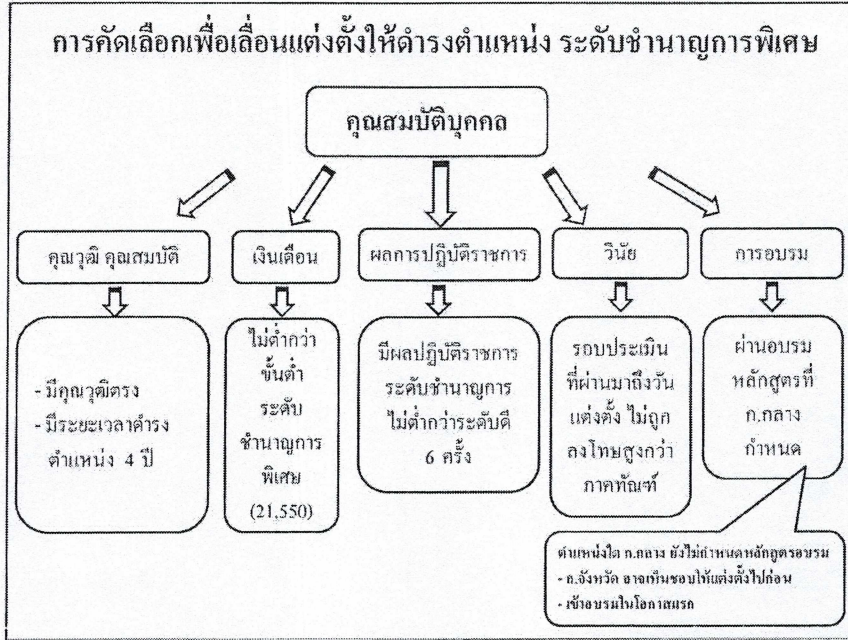 การคัดเลือกเพื่อเลื่อนแต่งตั้งให้ดำรงตำแหน่ง ระดับชำนาญการพิเศษ
คุณสมบัติบุคคล
คุณวุฒิ คุณสมบัติ
- มีคุณวุฒิตรง
- มีระยะเวลาดำรง
ตำแหน่ง 4 ปี
เงินเดือน
ไม่ต่ำกว่า
ขั้นต่ำ
ระดับ
ชำนาญการ
พิเศษ
(21,550)
ผลการปฏิบัติราชการ
มีผลปฏิบัติราชการ
ระดับชำนาญการ
ไม่ต่ำกว่าระดับดี
6 ครั้ง
วินัย
รอบประเมิน
ที่ผ่านมาถึงวัน
แต่งตั้ง ไม่ถูก
ลงโทษสูงกว่า
ภาคทัณฑ์
การอบรม
ผ่านอบรม
หลักสูตรที่
ก.กลาง
กำหนด
ตำแหน่งใด ก.กลาง ยังไม่กำหนดหลักสูตรอบรม
- ก.จังหวัด อาจเห็นชอบให้แต่งตั้งไปก่อน
- เข้าอบรมในโอกาสแรก